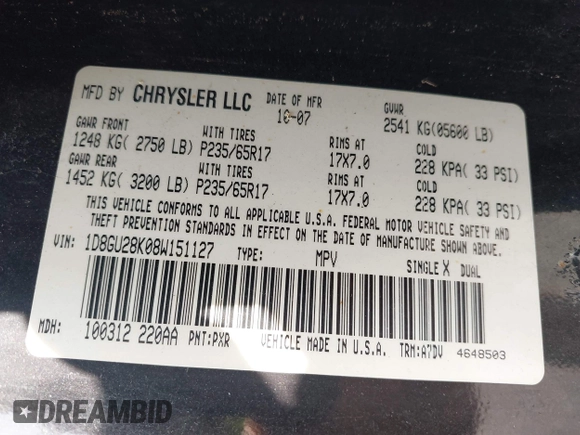 MFD BY CHRYSLER LLC DATE OF MFR GVWR
10-07 2541 KG(05600 LB)
GAWR FRONT WITH TIRES RIMS AT COLD
1248 KG( 2750 LB) P235/65R17 17X7.0 228 KPA( 33 PSI)
GAWR REAR WITH TIRES RIMS AT COLD
1452 KG( 3200 LB) P235/65R17 17X7.0 228 KPA( 33 PSI)
THIS VEHICLE CONFORMS TO ALL APPLICABLE U.S.A. FEDERAL MOTOR VEHICLE SAFETY AND
THEFT PREVENTION STANDARDS IN EFFECT ON THE DATE OF MANUFACTURE SHOWN ABOVE.
VIN: 1D8GU28K08W151127 TYPE: MPV SINGLE X DUAL
MDH: 100312 220AA PNT:PXR VEHICLE MADE IN U.S.A. TRM:A7DV 4648503
DREAMBID